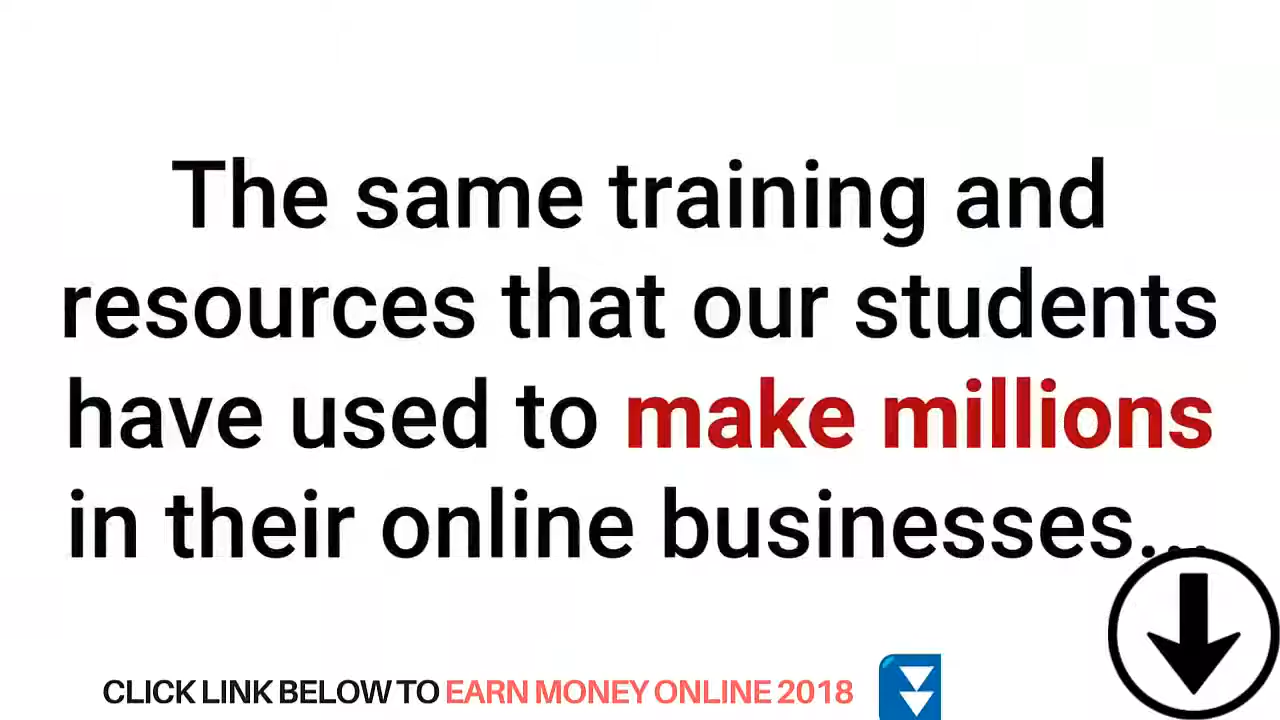 The same training and
resources that our students
have used to make millions
in their online businesses...
CLICK LINK BELOW TO EARN MONEY ONLINE 2018